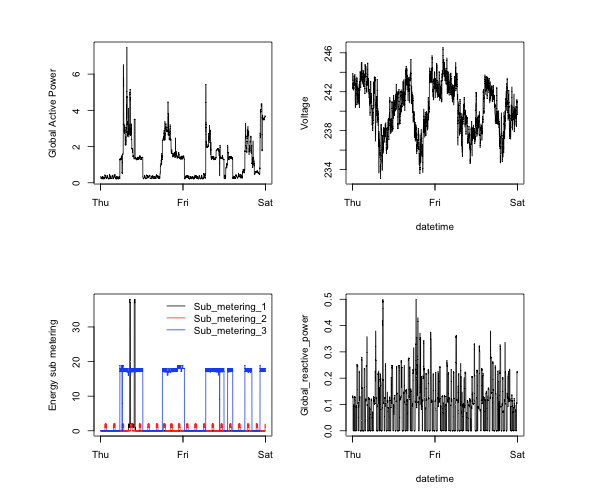 Global Active Power
6
4
2
0
Thu Fri Sat
Voltage
246
242
238
234
Thu Fri Sat
datetime
Energy sub metering
30
20
10
0
Sub_metering_1
Sub_metering_2
Sub_metering_3
Thu Fri Sat
Global_reactive_power
0.5
0.4
0.3
0.2
0.1
0.0
Thu Fri Sat
datetime